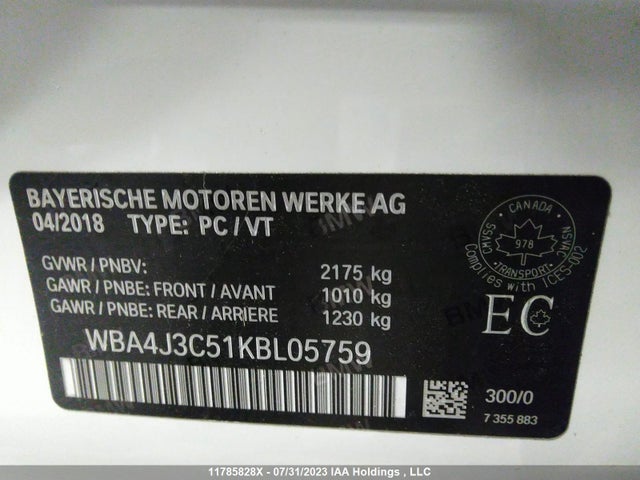 BAYERISCHE MOTOREN WERKE AG
04/2018 TYPE: PC / VT
GVWR / PNBV: 2175 kg
GAWR / PNBE: FRONT / AVANT 1010 kg
GAWR / PNBE: REAR / ARRIERE 1230 kg
WBA4J3C51KBL05759
CANADA
CMVSS
NSVAC
978
TRANSPORT
Complies with ICES-002
EC
300/0
7 355 883
11785828X - 07/31/2023 IAA Holdings , LLC